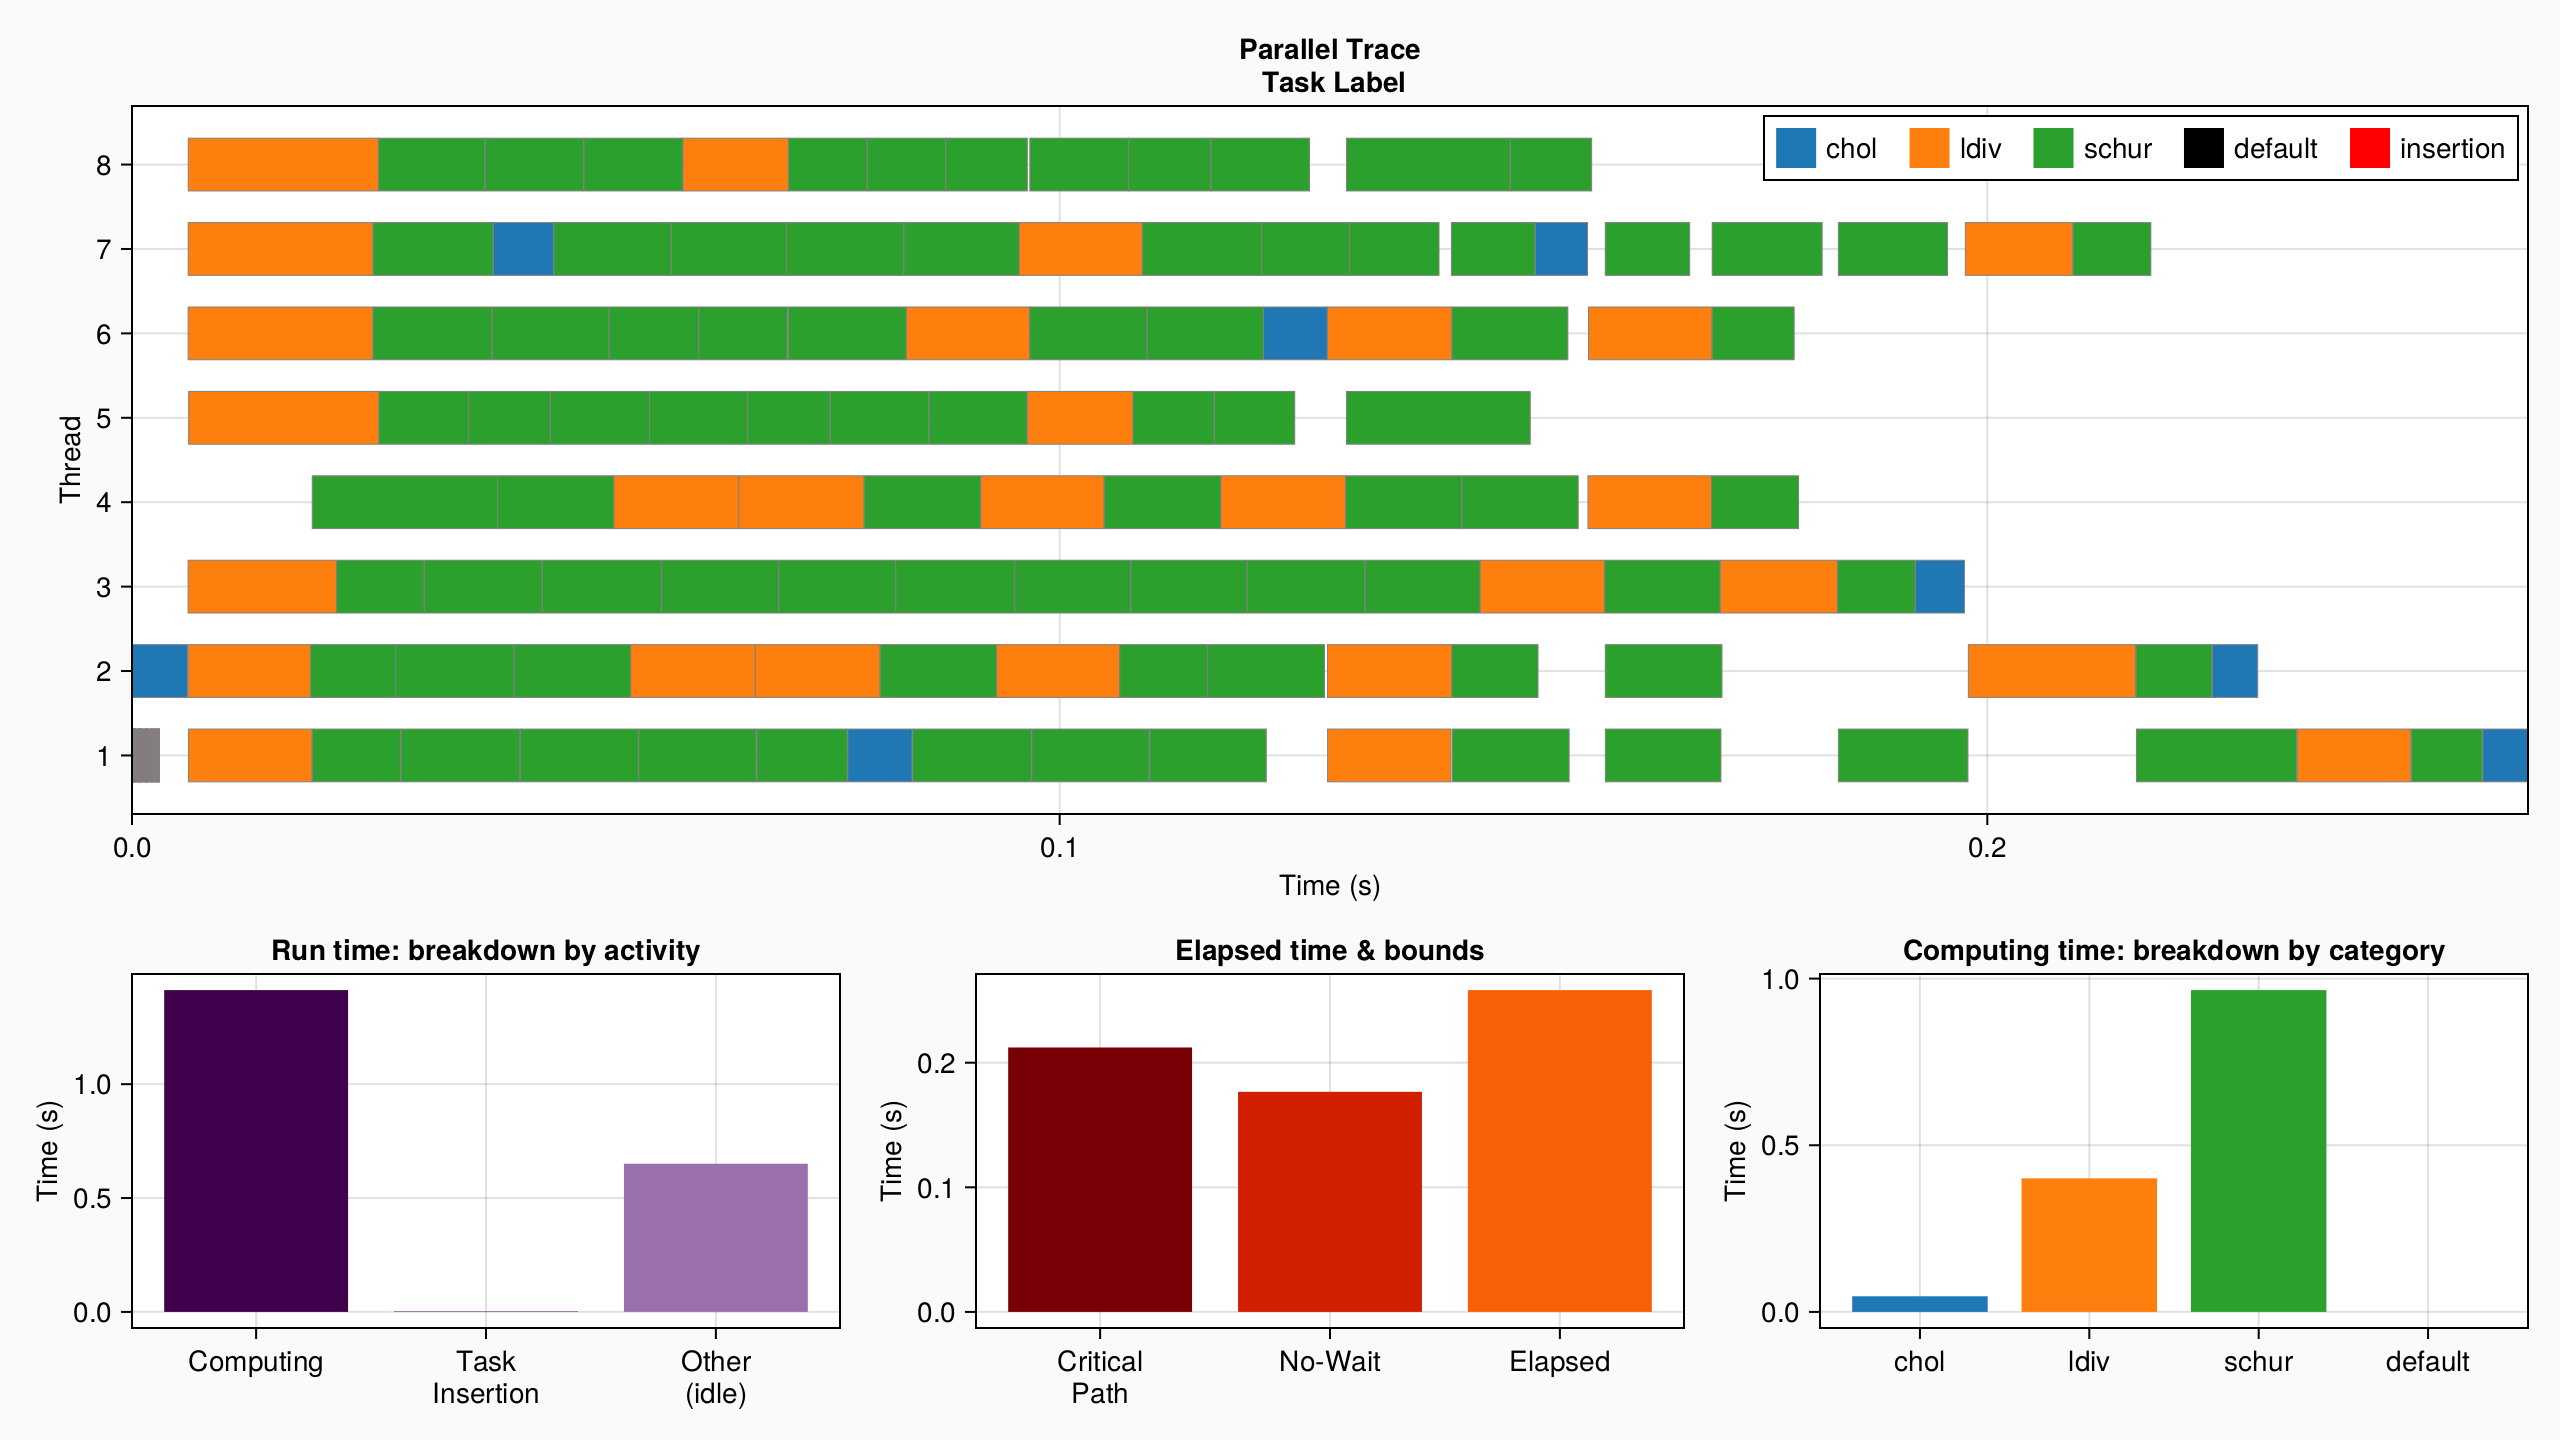 Parallel Trace
Task Label
chol
ldiv
schur
default
insertion
Thread
8
7
6
5
4
3
2
1
0.0
0.1
0.2
Time (s)
Run time: breakdown by activity
Time (s)
1.0
0.5
0.0
Computing
Task
Insertion
Other
(idle)
Elapsed time & bounds
Time (s)
0.2
0.1
0.0
Critical
Path
No-Wait
Elapsed
Computing time: breakdown by category
Time (s)
1.0
0.5
0.0
chol
ldiv
schur
default